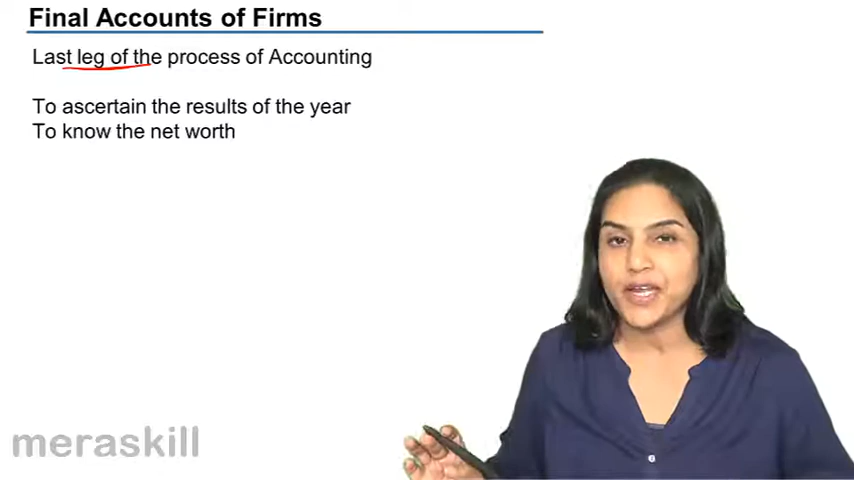 Final Accounts of Firms
Last leg of the process of Accounting
To ascertain the results of the year
To know the net worth
meraskill